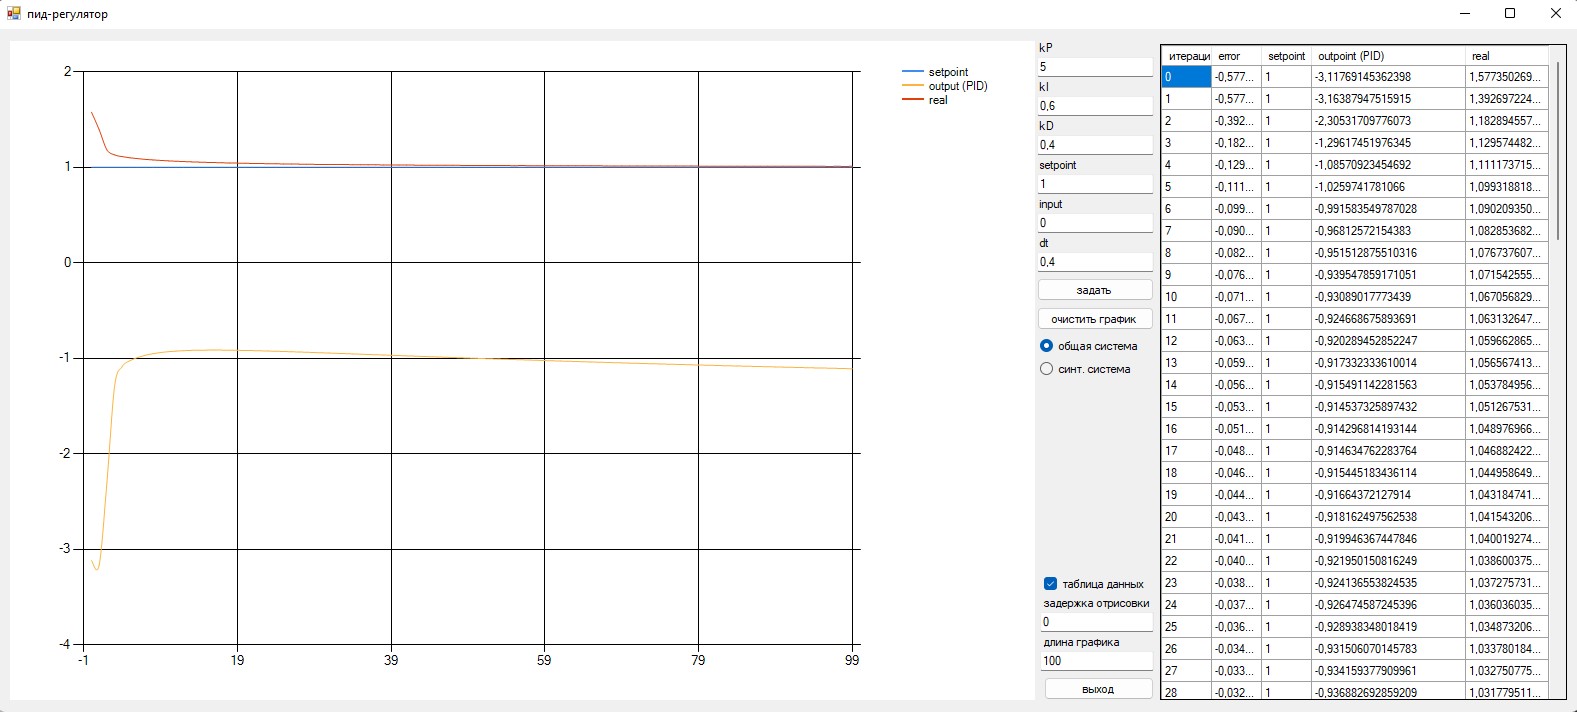 пид-регулятор
2
1
0
-1
-2
-3
-4
-1 19 39 59 79 99
setpoint
output (PID)
real
kP
5
kI
0,6
kD
0,4
setpoint
1
input
0
dt
0,4
задать
очистить график
общая система
синт. система
таблица данных
задержка отрисовки
0
длина графика
100
выход
итераци error setpoint outpoint (PID) real
0 -0,577... 1 -3,11769145362398 1,577350269...
1 -0,577... 1 -3,16387947515915 1,392697224...
2 -0,392... 1 -2,30531709776073 1,182894557...
3 -0,182... 1 -1,29617451976345 1,129574482...
4 -0,129... 1 -1,08570923454692 1,111173715...
5 -0,111... 1 -1,0259741781066 1,099318818...
6 -0,099... 1 -0,991583549787028 1,090209350...
7 -0,090... 1 -0,96812572154383 1,082853682...
8 -0,082... 1 -0,951512875510316 1,076737607...
9 -0,076... 1 -0,939547859171051 1,071542555...
10 -0,071... 1 -0,93089017773439 1,067056829...
11 -0,067... 1 -0,924668675893691 1,063132647...
12 -0,063... 1 -0,920289452852247 1,059662865...
13 -0,059... 1 -0,917332333610014 1,056567413...
14 -0,056... 1 -0,915491142281563 1,053784956...
15 -0,053... 1 -0,914537325897432 1,051267531...
16 -0,051... 1 -0,914296814193144 1,048976966...
17 -0,048... 1 -0,914634762283764 1,046882422...
18 -0,046... 1 -0,915445183436114 1,044958649...
19 -0,044... 1 -0,91664372127914 1,043184741...
20 -0,043... 1 -0,918162497562538 1,041543206...
21 -0,041... 1 -0,919946367447846 1,040019274...
22 -0,040... 1 -0,921950150816249 1,038600375...
23 -0,038... 1 -0,924136553824535 1,037275731...
24 -0,037... 1 -0,926474587245396 1,036036035...
25 -0,036... 1 -0,928938348018419 1,034873206...
26 -0,034... 1 -0,931506070145783 1,033780184...
27 -0,033... 1 -0,934159377909961 1,032750775...
28 -0,032... 1 -0,936882692859209 1,031779511...